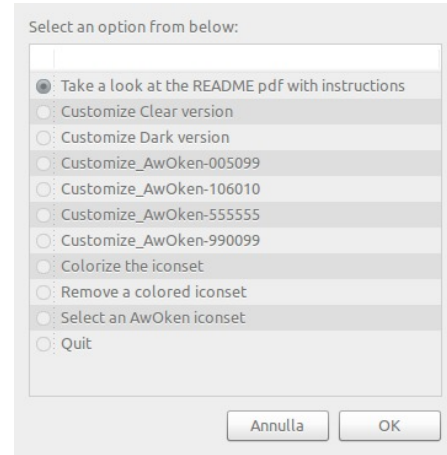 Select an option from below:
Take a look at the README pdf with instructions
Customize Clear version
Customize Dark version
Customize_AwOken-005099
Customize_AwOken-106010
Customize_AwOken-555555
Customize_AwOken-990099
Colorize the iconset
Remove a colored iconset
Select an AwOken iconset
Quit
Annulla OK